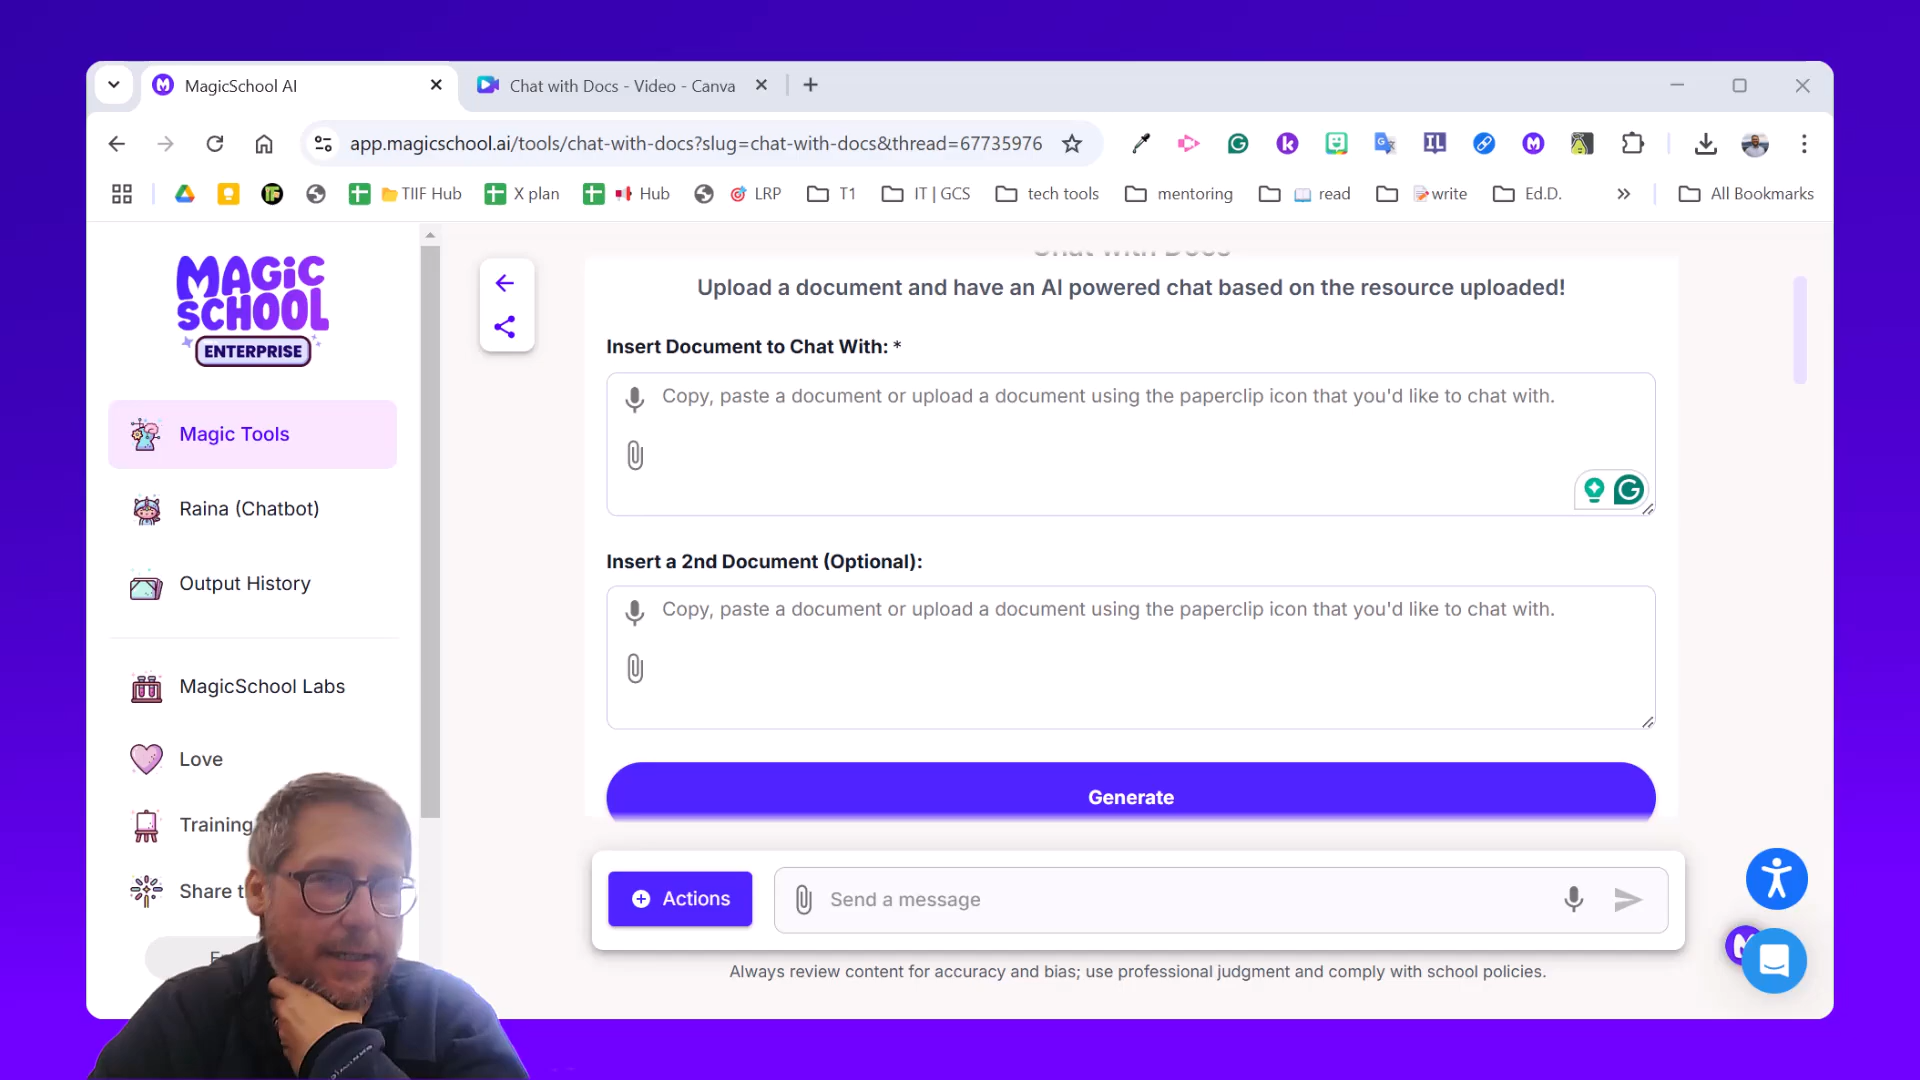 MagicSchool AI
Chat with Docs - Video - Canva
app.magicschool.ai/tools/chat-with-docs?slug=chat-with-docs&thread=67735976
TIIF Hub
X plan
Hub
LRP
T1
IT | GCS
tech tools
mentoring
read
write
Ed.D.
All Bookmarks
MAGIC
SCHOOL
ENTERPRISE
Magic Tools
Raina (Chatbot)
Output History
MagicSchool Labs
Love
Training
Share t
Chat with Docs
Upload a document and have an AI powered chat based on the resource uploaded!
Insert Document to Chat With: *
Copy, paste a document or upload a document using the paperclip icon that you'd like to chat with.
Insert a 2nd Document (Optional):
Copy, paste a document or upload a document using the paperclip icon that you'd like to chat with.
Generate
Actions
Send a message
Always review content for accuracy and bias; use professional judgment and comply with school policies.